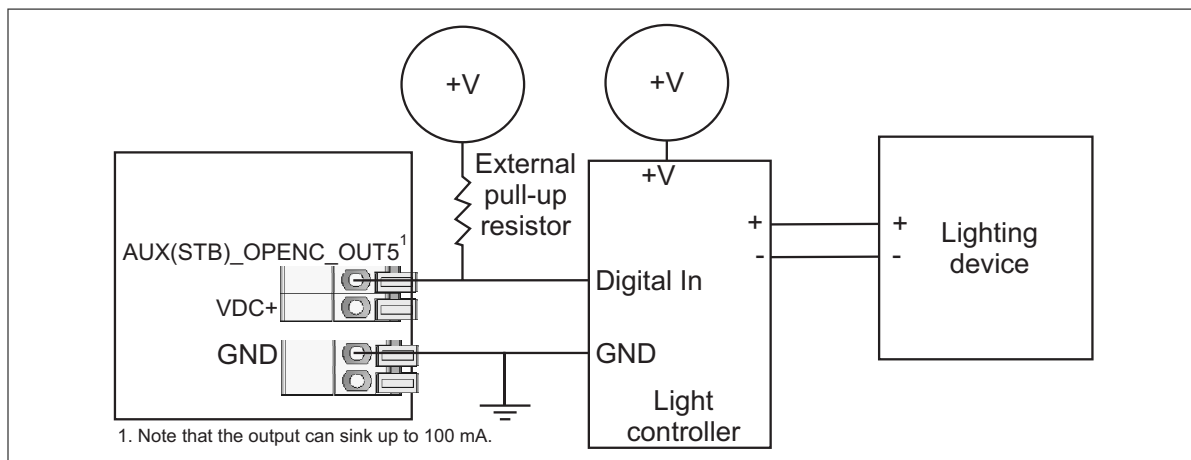 +V
+V
External
pull-up
resistor
+V
AUX(STB)_OPENC_OUT5¹
VDC+
GND
Digital In
GND
Light
controller
+
-
+
-
Lighting
device
1. Note that the output can sink up to 100 mA.